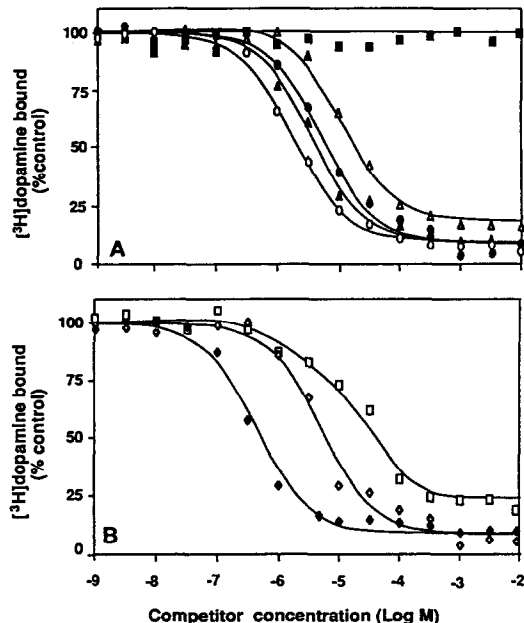 100
75
50
25
0
[³H]dopamine bound
(%control)
A
100
75
50
25
0
[³H]dopamine bound
(% control)
B
-9 -8 -7 -6 -5 -4 -3 -2
Competitor concentration (Log M)